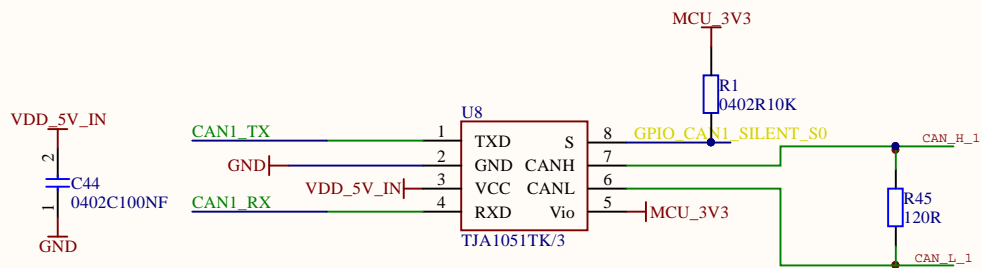 MCU_3V3
R1
0402R10K
VDD_5V_IN
2
C44
0402C100NF
1
GND
U8
CAN1_TX
1
TXD
S
8
GPIO_CAN1_SILENT_S0
GND
2
GND
CANH
7
CAN_H_1
VDD_5V_IN
3
VCC
CANL
6
CAN1_RX
4
RXD
Vio
5
MCU_3V3
TJA1051TK/3
R45
120R
CAN_L_1